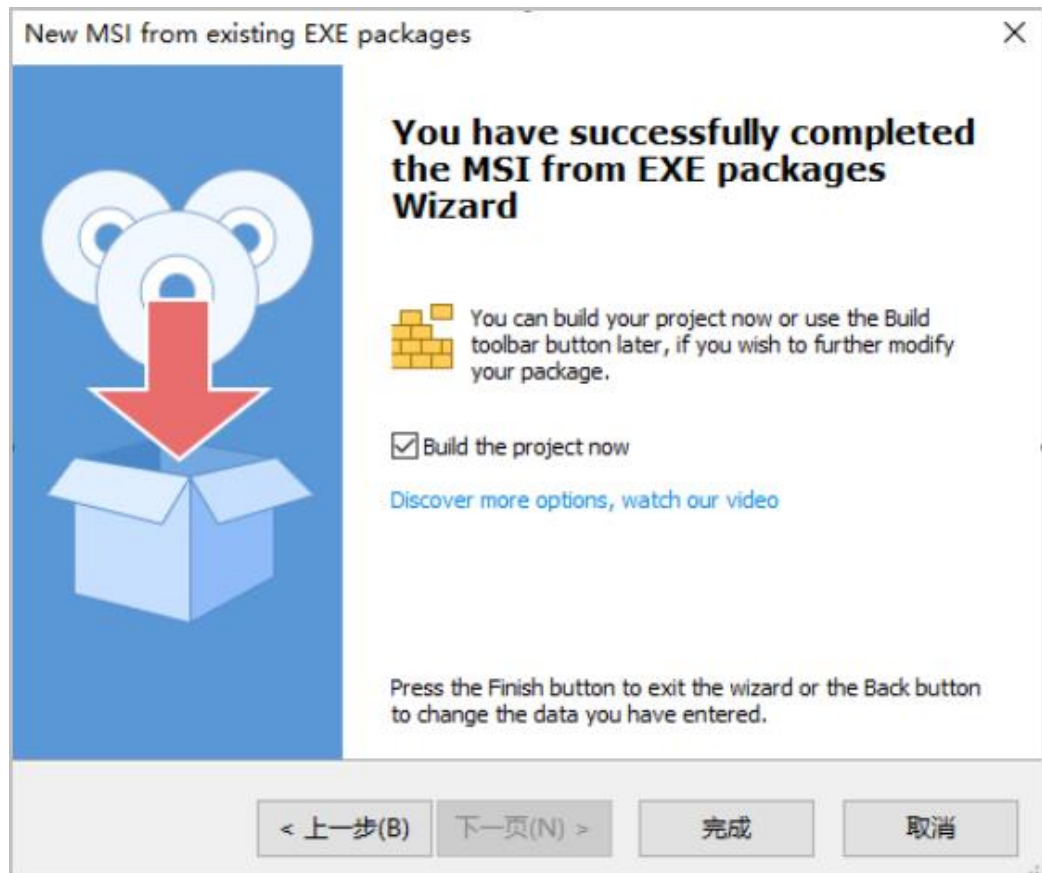 New MSI from existing EXE packages
You have successfully completed
the MSI from EXE packages
Wizard
You can build your project now or use the Build
toolbar button later, if you wish to further modify
your package.
Build the project now
Discover more options, watch our video
Press the Finish button to exit the wizard or the Back button
to change the data you have entered.
< 上一步(B) 下一页(N) > 完成 取消